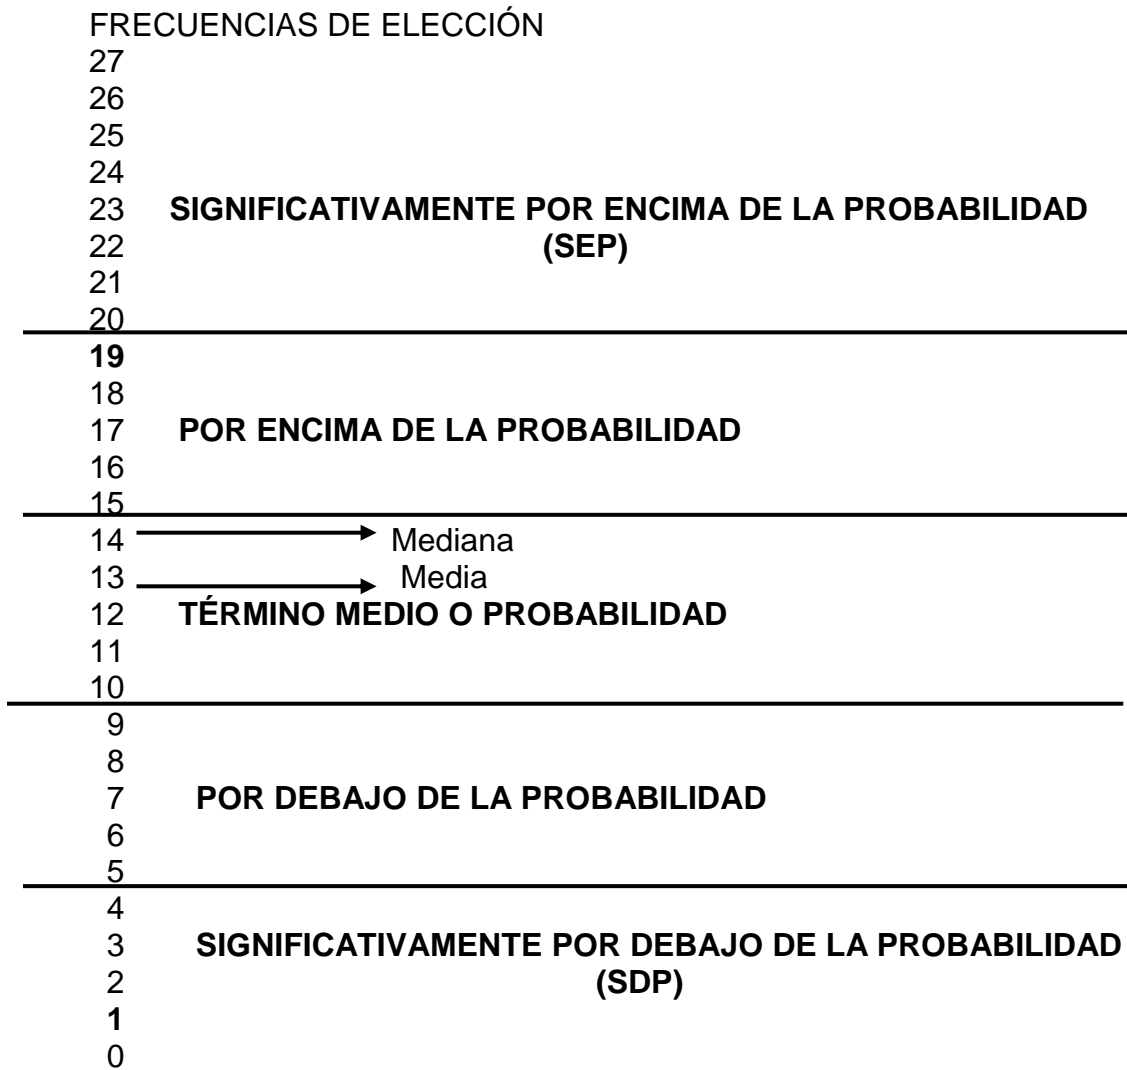 FRECUENCIAS DE ELECCIÓN
27
26
25
24
23 SIGNIFICATIVAMENTE POR ENCIMA DE LA PROBABILIDAD
22 (SEP)
21
20
19
18
17 POR ENCIMA DE LA PROBABILIDAD
16
15
14 Mediana
13 Media
12 TÉRMINO MEDIO O PROBABILIDAD
11
10
9
8
7 POR DEBAJO DE LA PROBABILIDAD
6
5
4
3 SIGNIFICATIVAMENTE POR DEBAJO DE LA PROBABILIDAD
2 (SDP)
1
0